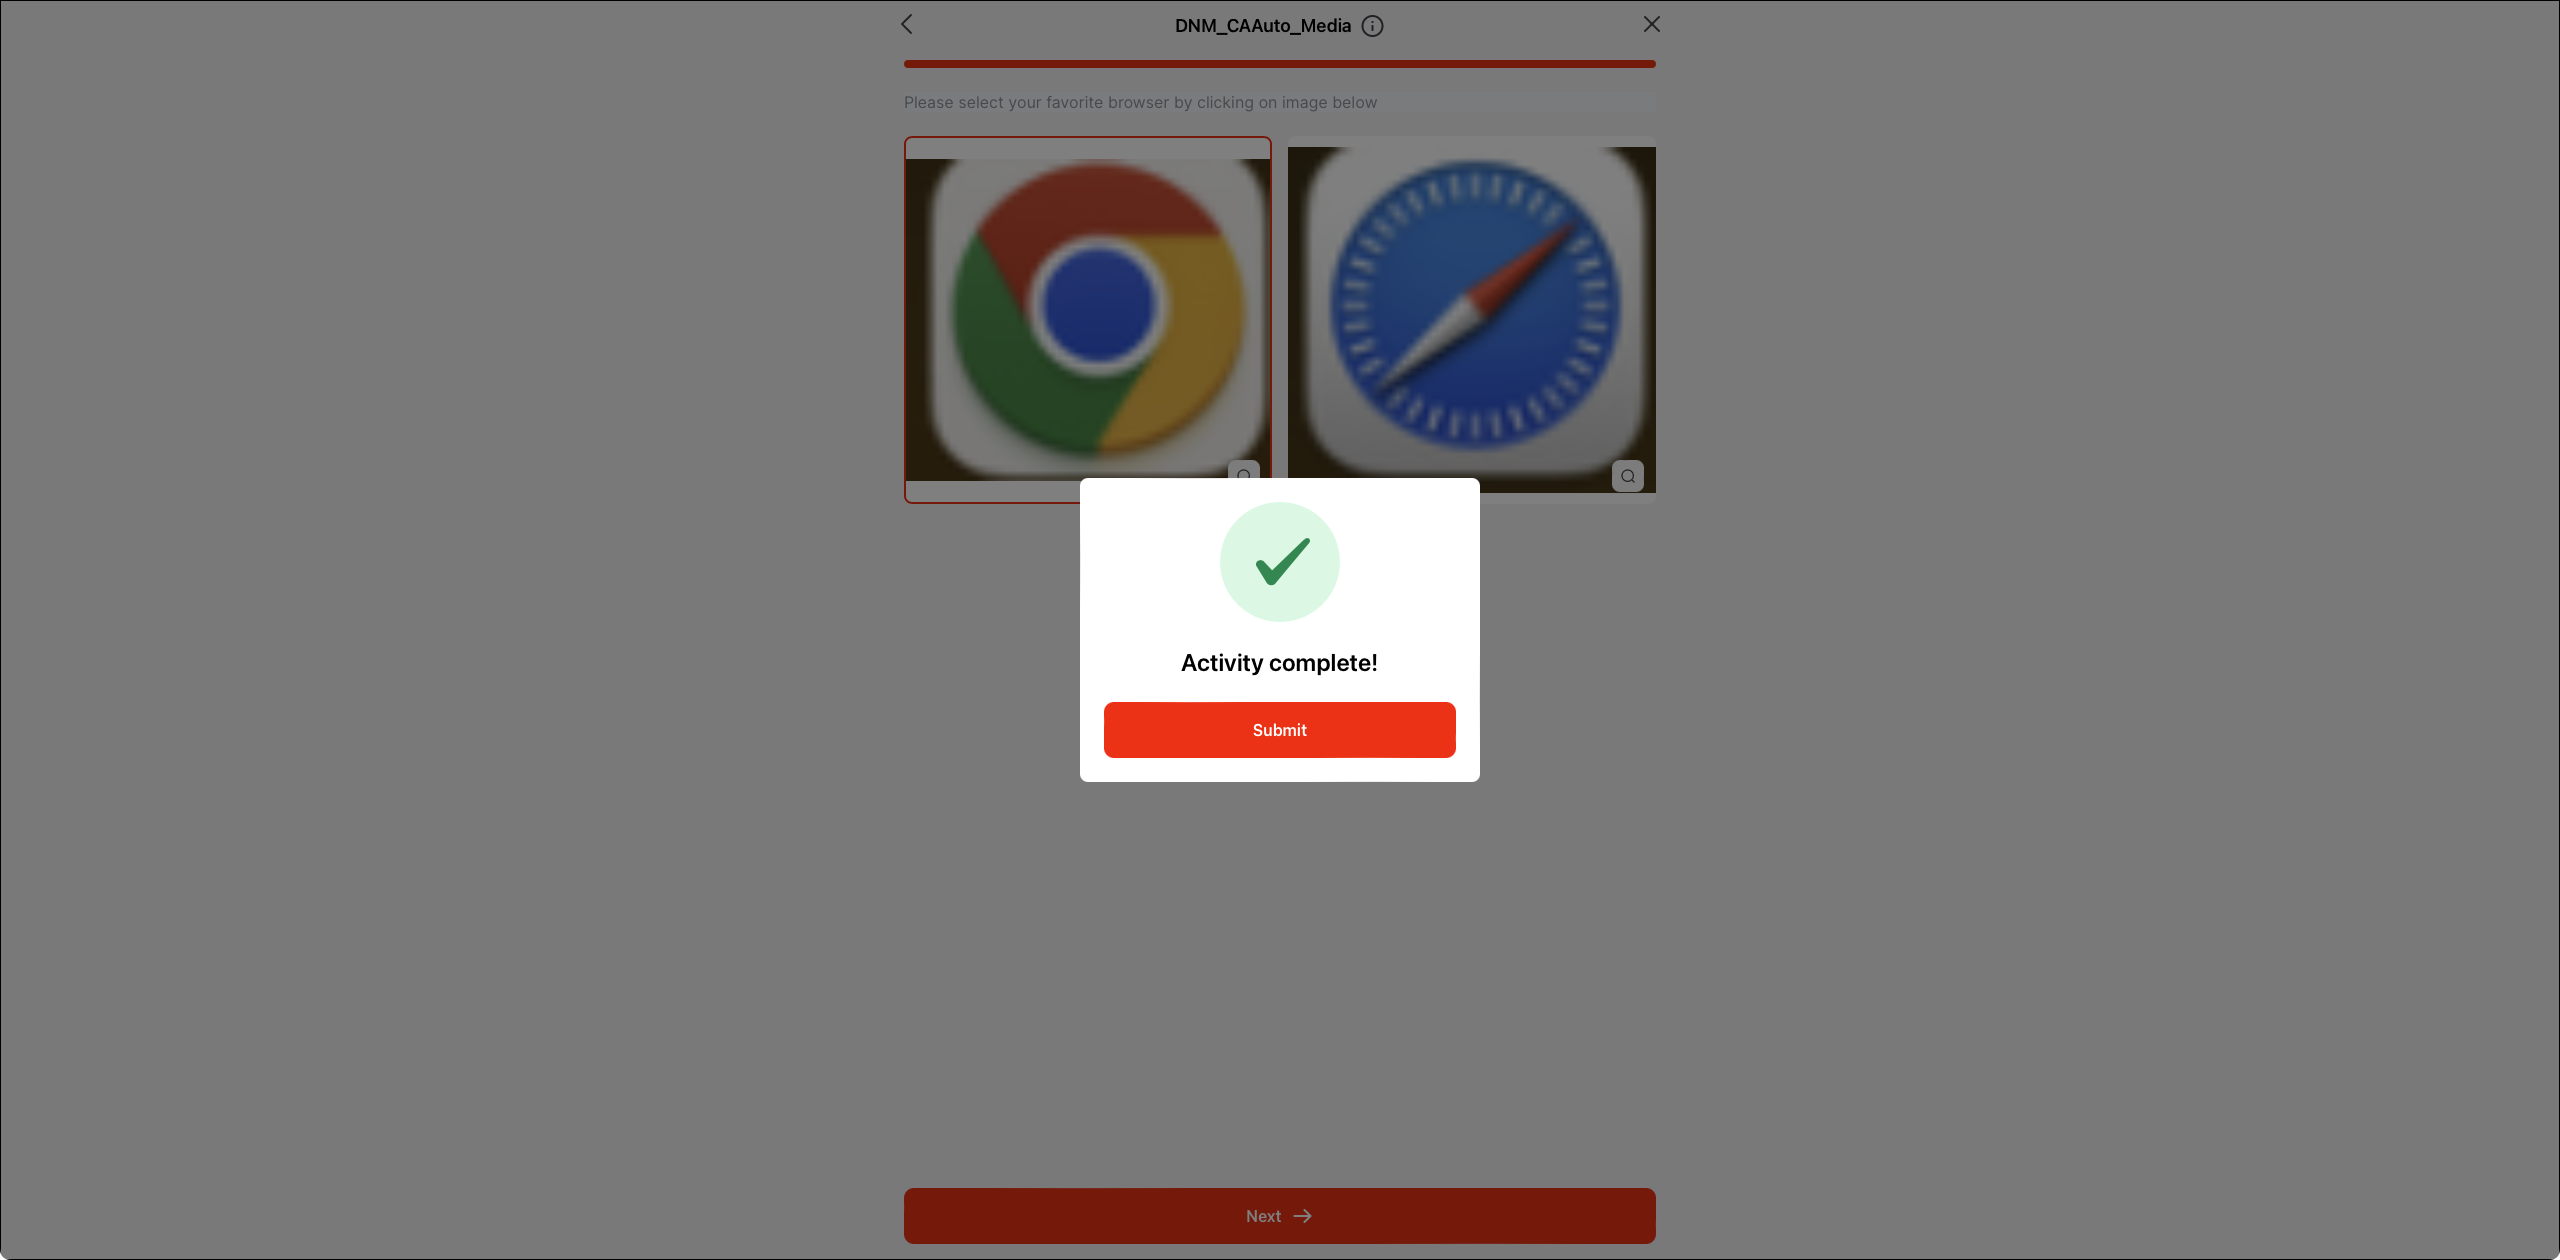 DNM_CAAuto_Media
Please select your favorite browser by clicking on image below
Activity complete!
Submit
Next